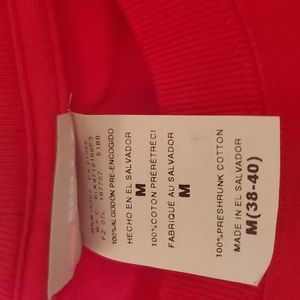 100% ALGODÓN PRE-ENCOGIDO
HECHO EN EL SALVADOR
M
100% COTON PRÉRÉTRÉCI
FABRIQUÉ AU SALVADOR
M
100% PRESHRUNK COTTON
MADE IN EL SALVADOR
M(38-40)